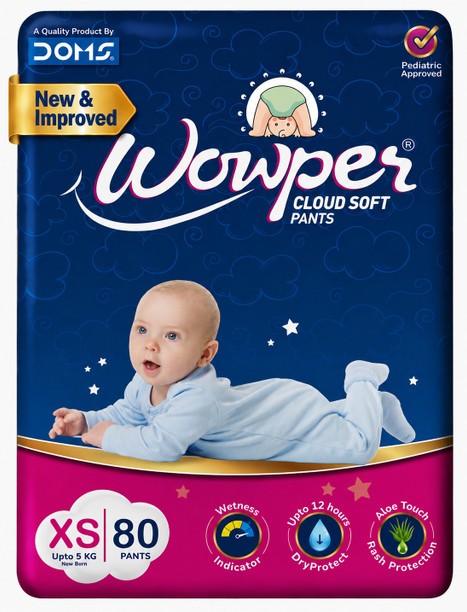 A Quality Product By
DOMS®
Pediatric
Approved
New &
Improved
Wowper®
CLOUD SOFT
PANTS
XS
Upto 5 KG
New Born
80
PANTS
Wetness
Indicator
Upto 12 hours
DryProtect
Aloe Touch
Rash Protection